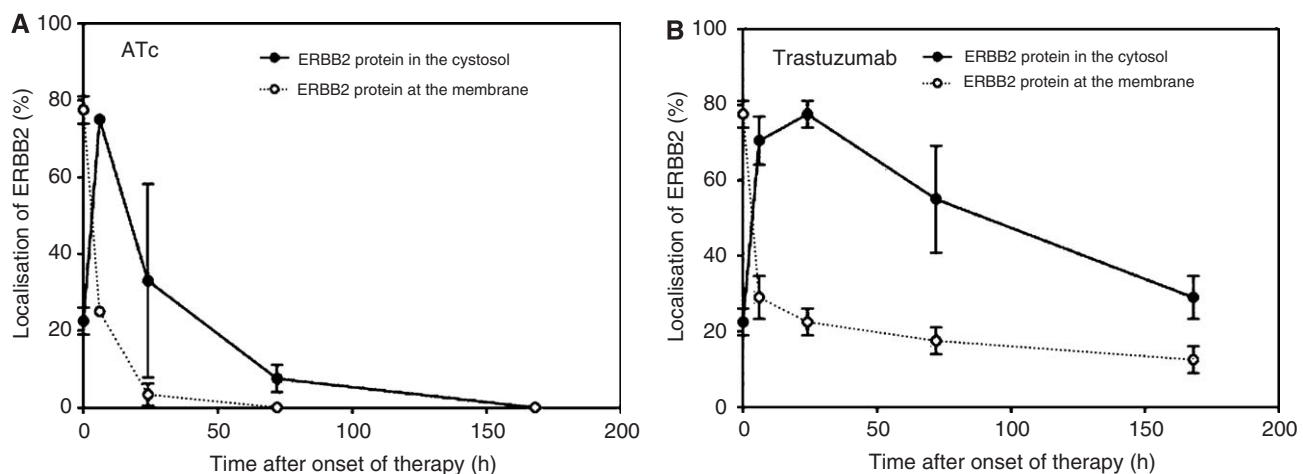 A
ATc
ERBB2 protein in the cystosol
ERBB2 protein at the membrane
Localisation of ERBB2 (%)
100
80
60
40
20
0
0 50 100 150 200
Time after onset of therapy (h)
B
Trastuzumab
ERBB2 protein in the cystosol
ERBB2 protein at the membrane
Localisation of ERBB2 (%)
100
80
60
40
20
0
0 50 100 150 200
Time after onset of therapy (h)